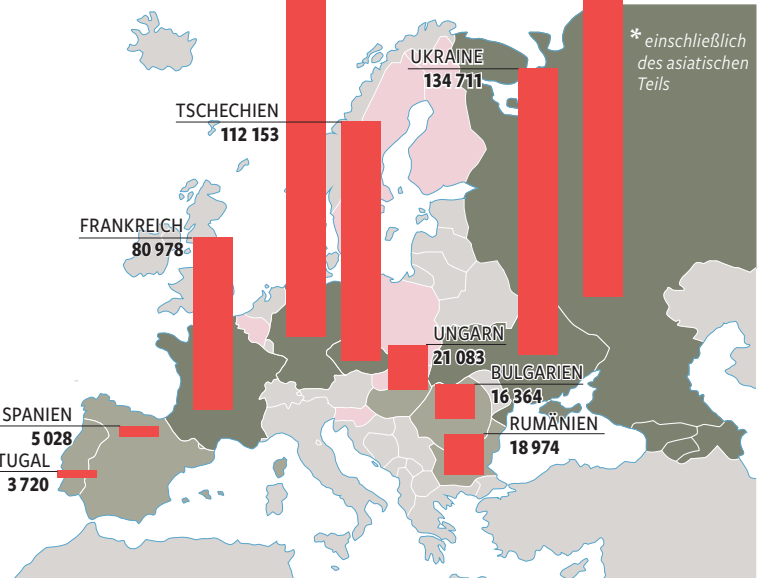 * einschließlich
des asiatischen
Teils
UKRAINE
134 711
TSCHECHIEN
112 153
FRANKREICH
80 978
UNGARN
21 083
BULGARIEN
16 364
RUMÄNIEN
18 974
SPANIEN
5 028
TUGAL
3 720